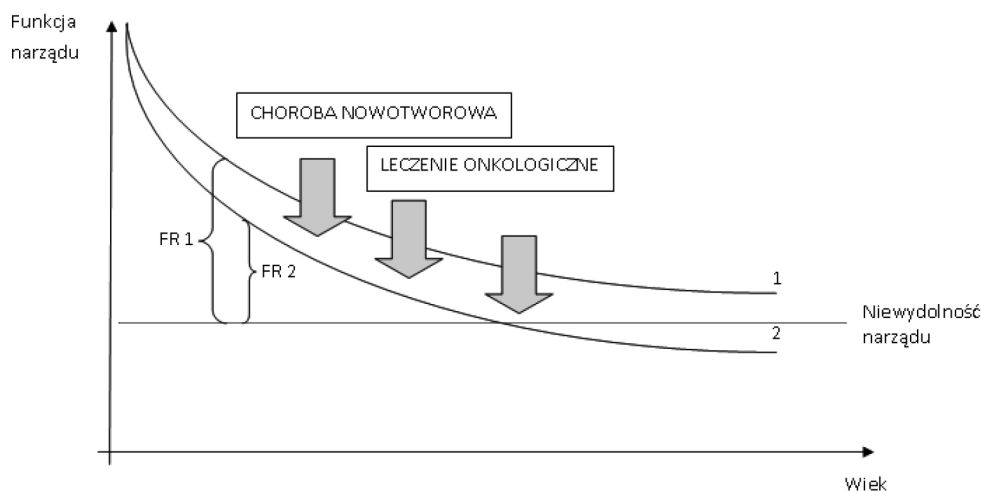 Funkcja
narządu
CHOROBA NOWOTWOROWA
LECZENIE ONKOLOGICZNE
FR 1
FR 2
1
2
Niewydolność
narządu
Wiek